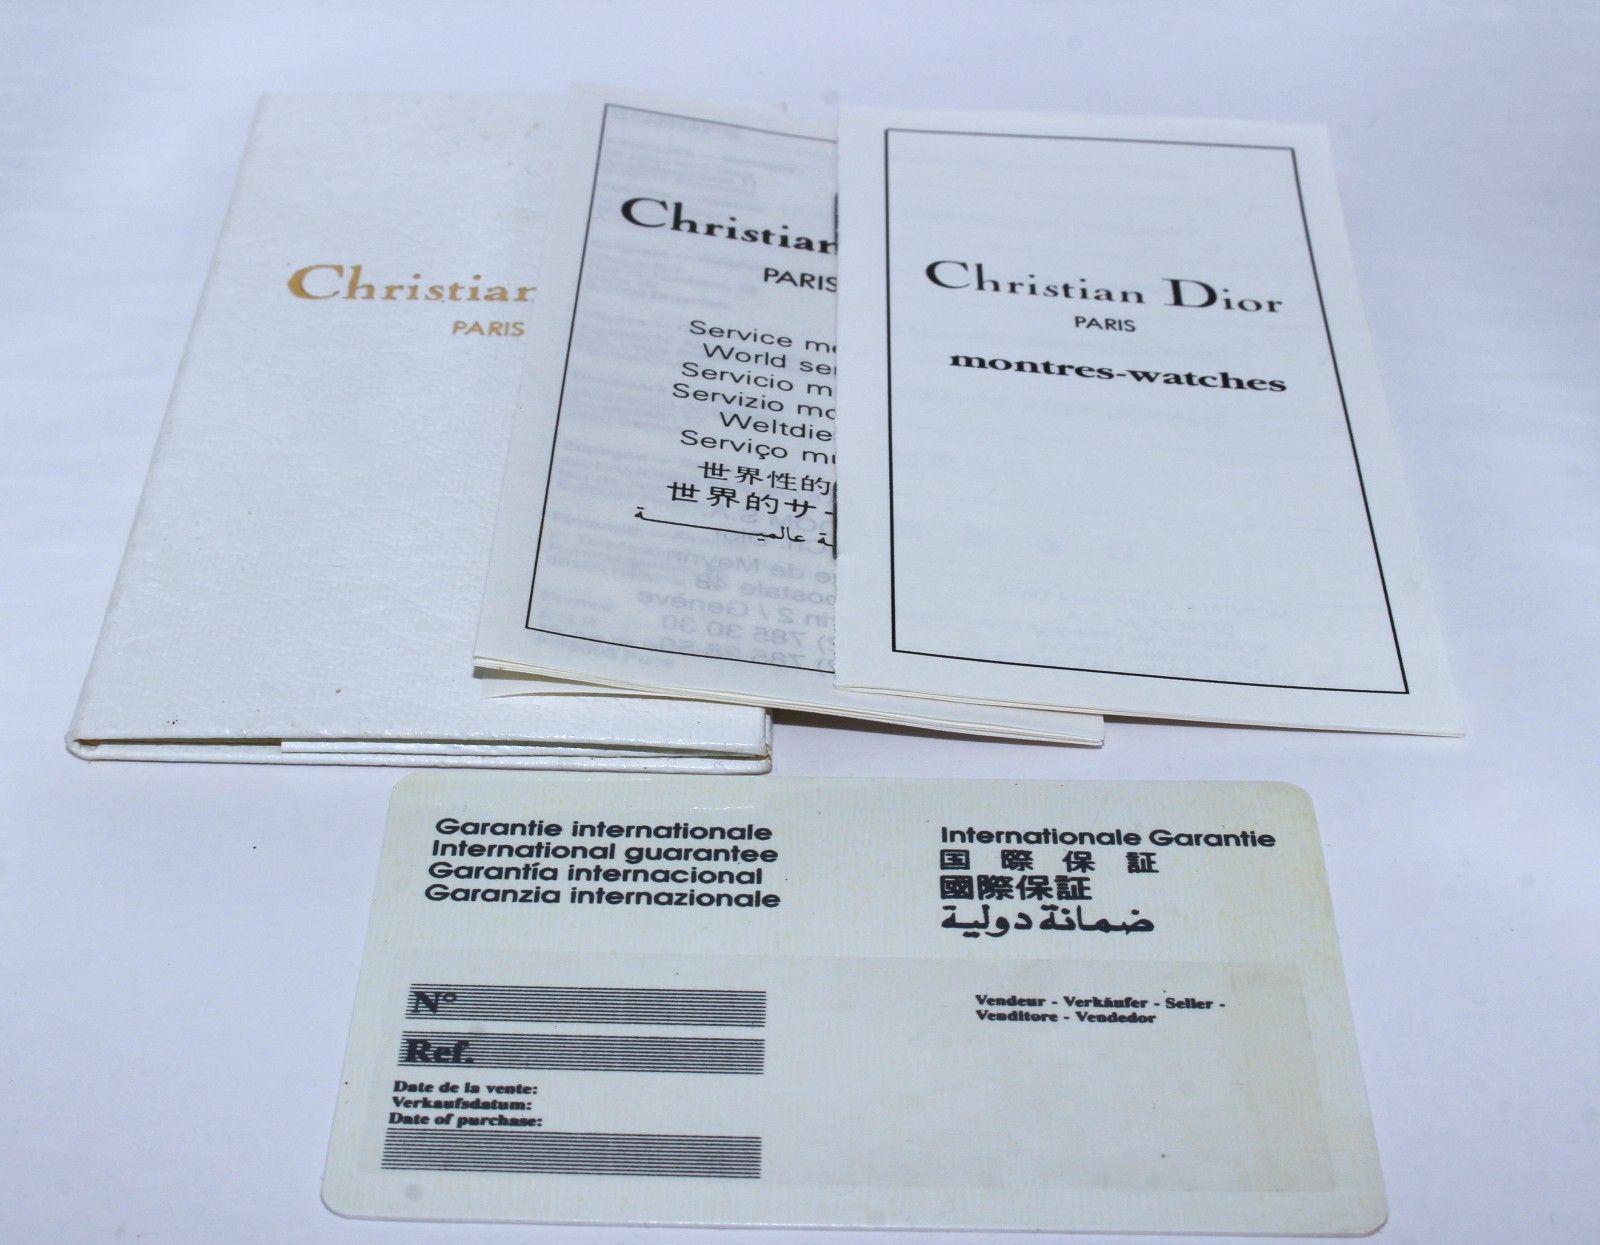 Christian
PARIS
Christian
PARIS
Service
World
Servicio
Servizio
Serviço
世界性的
世界的サー
عالمية
Christian Dior
PARIS
montres-watches
Garantie internationale
International guarantee
Garantía internacional
Garanzia internazionale
Internationale Garantie
国 際 保 証
國際保証
ضمانة دولية
N°
Ref.
Date de la vente:
Verkaufsdatum:
Date of purchase:
Vendeur - Verkäufer - Seller -
Venditore - Vendedor